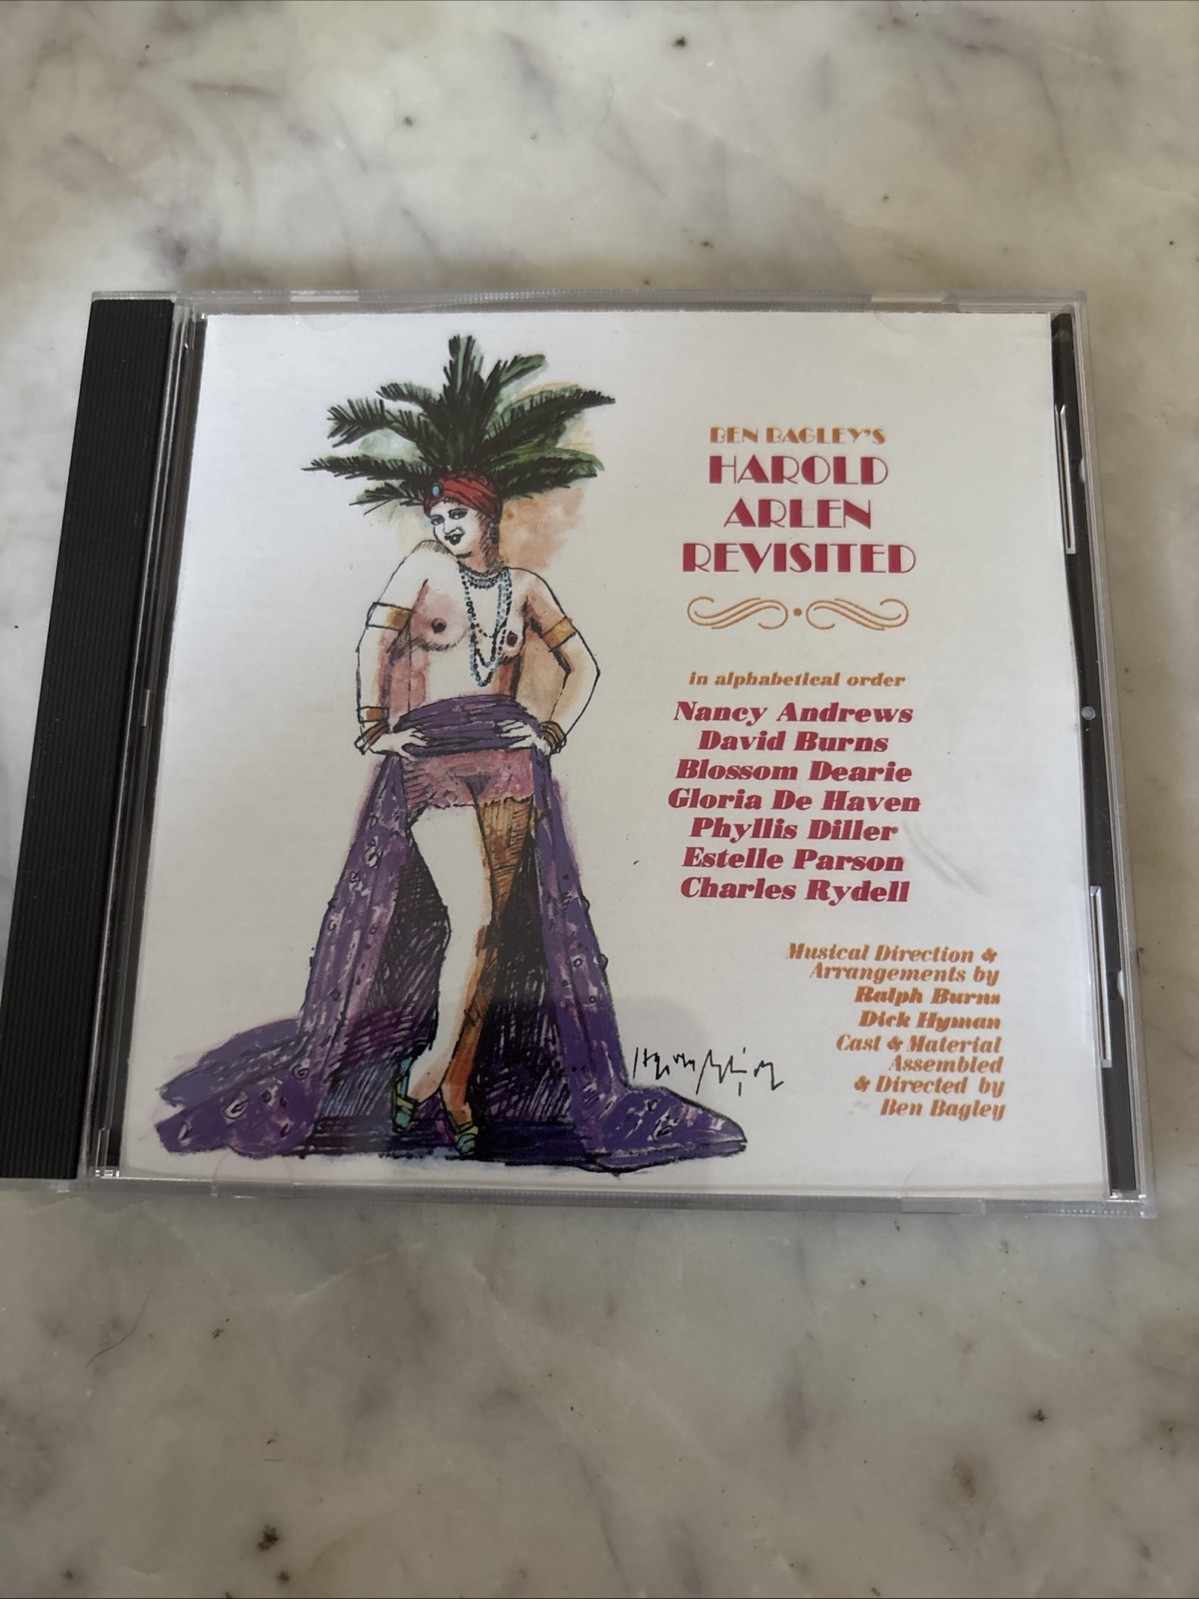 BEN BAGLEY'S
HAROLD
ARLEN
REVISITED
in alphabetical order
Nancy Andrews
David Burns
Blossom Dearie
Gloria De Haven
Phyllis Diller
Estelle Parson
Charles Rydell
Musical Direction &
Arrangements by
Ralph Burns
Dick Hyman
Cast & Material
Assembled
& Directed by
Ben Bagley